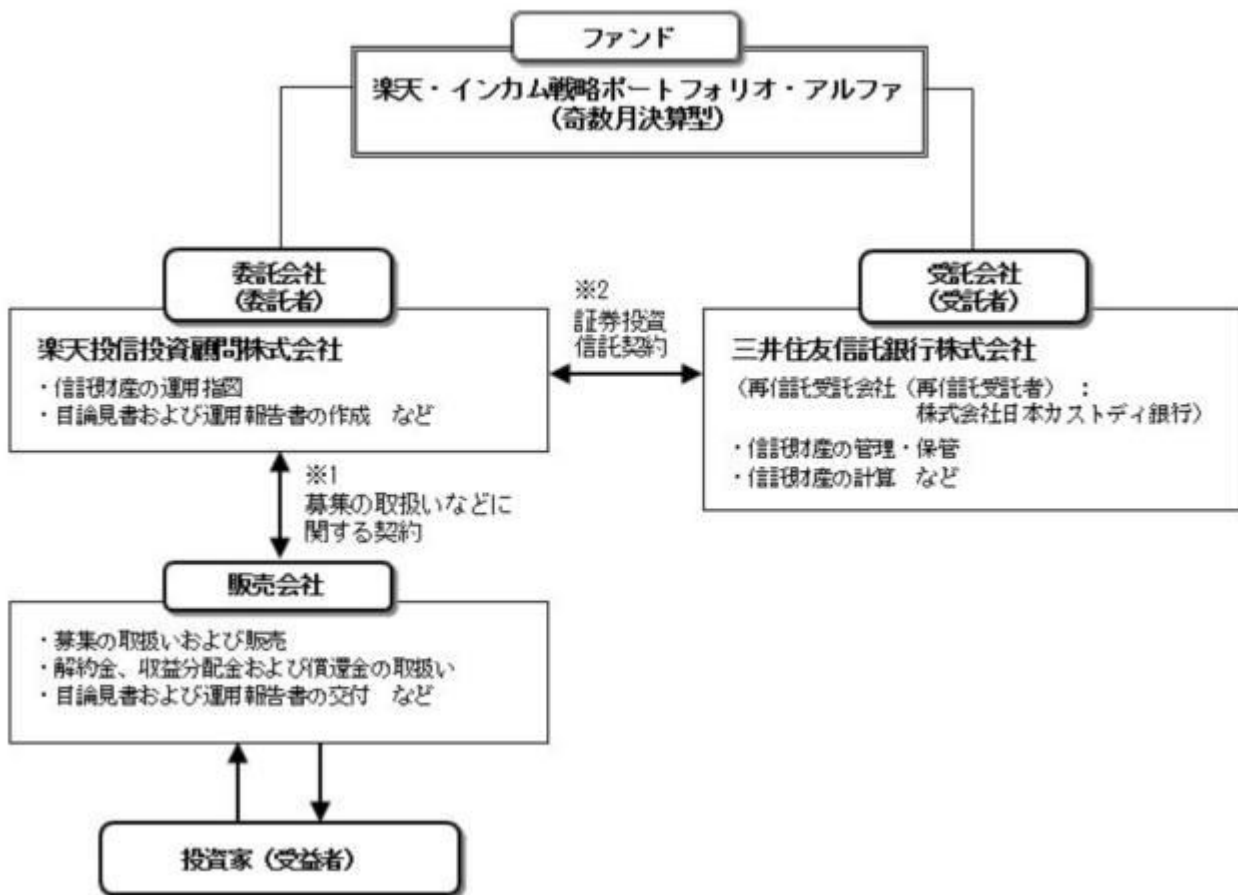 ファンド
楽天・インカム戦略ポートフォリオ・アルファ
(奇数月決算型)
委託会社
(委託者)
楽天投信投資顧問株式会社
・信託財産の運用指図
・目論見書および運用報告書の作成 など
※2
証券投資
信託契約
受託会社
(受託者)
三井住友信託銀行株式会社
(再信託受託会社(再信託受託者) :
株式会社日本カストディ銀行)
・信託財産の管理・保管
・信託財産の計算 など
※1
募集の取扱いなどに
関する契約
販売会社
・募集の取扱いおよび販売
・解約金、収益分配金および償還金の取扱い
・目論見書および運用報告書の交付 など
投資家(受益者)